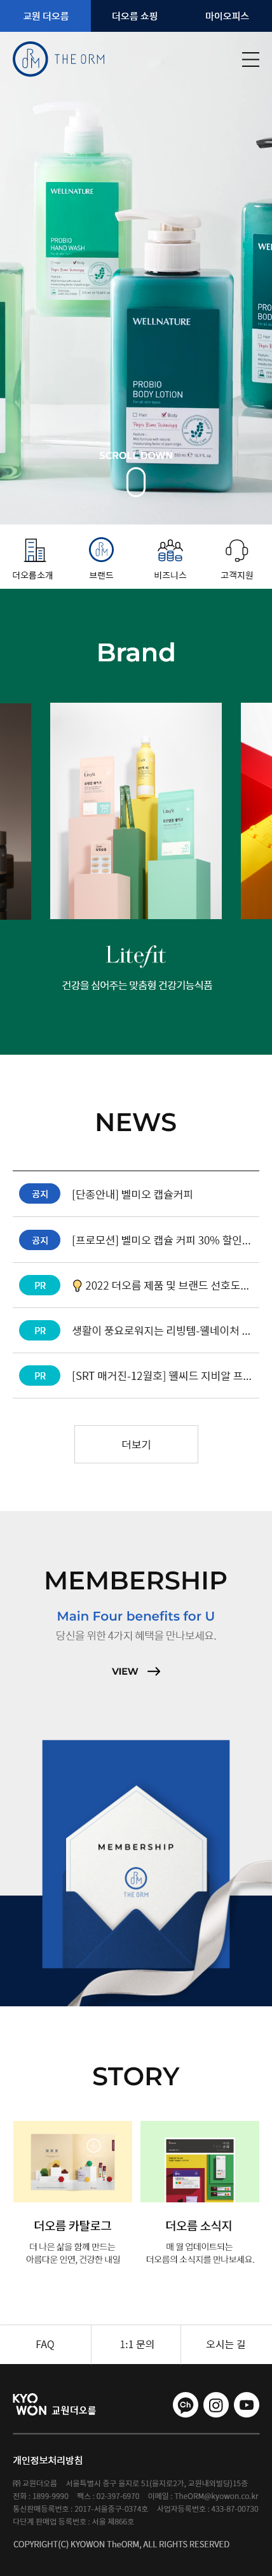 교원 더오름 더오름 쇼핑 마이오피스
THE ORM
WELLNATURE
PROBIO
HAND WASH
WELLNATURE
PROBIO
BODY LOTION
Hair Body
SCROLL DOWN
더오름소개 브랜드 비즈니스 고객지원
Brand
Litefit
건강을 심어주는 맞춤형 건강기능식품
NEWS
공지 [단종안내] 벨미오 캡슐커피
공지 [프로모션] 벨미오 캡슐 커피 30% 할인...
PR 2022 더오름 제품 및 브랜드 선호도...
PR 생활이 풍요로워지는 리빙템-웰네이처 ...
PR [SRT 매거진-12월호] 웰씨드 지비알 프...
더보기
MEMBERSHIP
Main Four benefits for U
당신을 위한 4가지 혜택을 만나보세요.
VIEW
MEMBERSHIP
THE ORM
STORY
더오름 카탈로그
더 나은 삶을 함께 만드는
아름다운 인연, 건강한 내일
더오름 소식지
매 월 업데이트되는
더오름의 소식지를 만나보세요.
FAQ 1:1 문의 오시는 길
KYO
WON 교원더오름
Ch
개인정보처리방침
㈜ 교원더오름 서울특별시 중구 을지로 51(을지로2가, 교원내외빌딩)15층
전화 : 1899-9990 팩스 : 02-397-6970 이메일 : TheORM@kyowon.co.kr
통신판매등록번호 : 2017-서울중구-0374호 사업자등록번호 : 433-87-00730
다단계 판매업 등록번호 : 서울 제866호
COPYRIGHT(C) KYOWON TheORM, ALL RIGHTS RESERVED